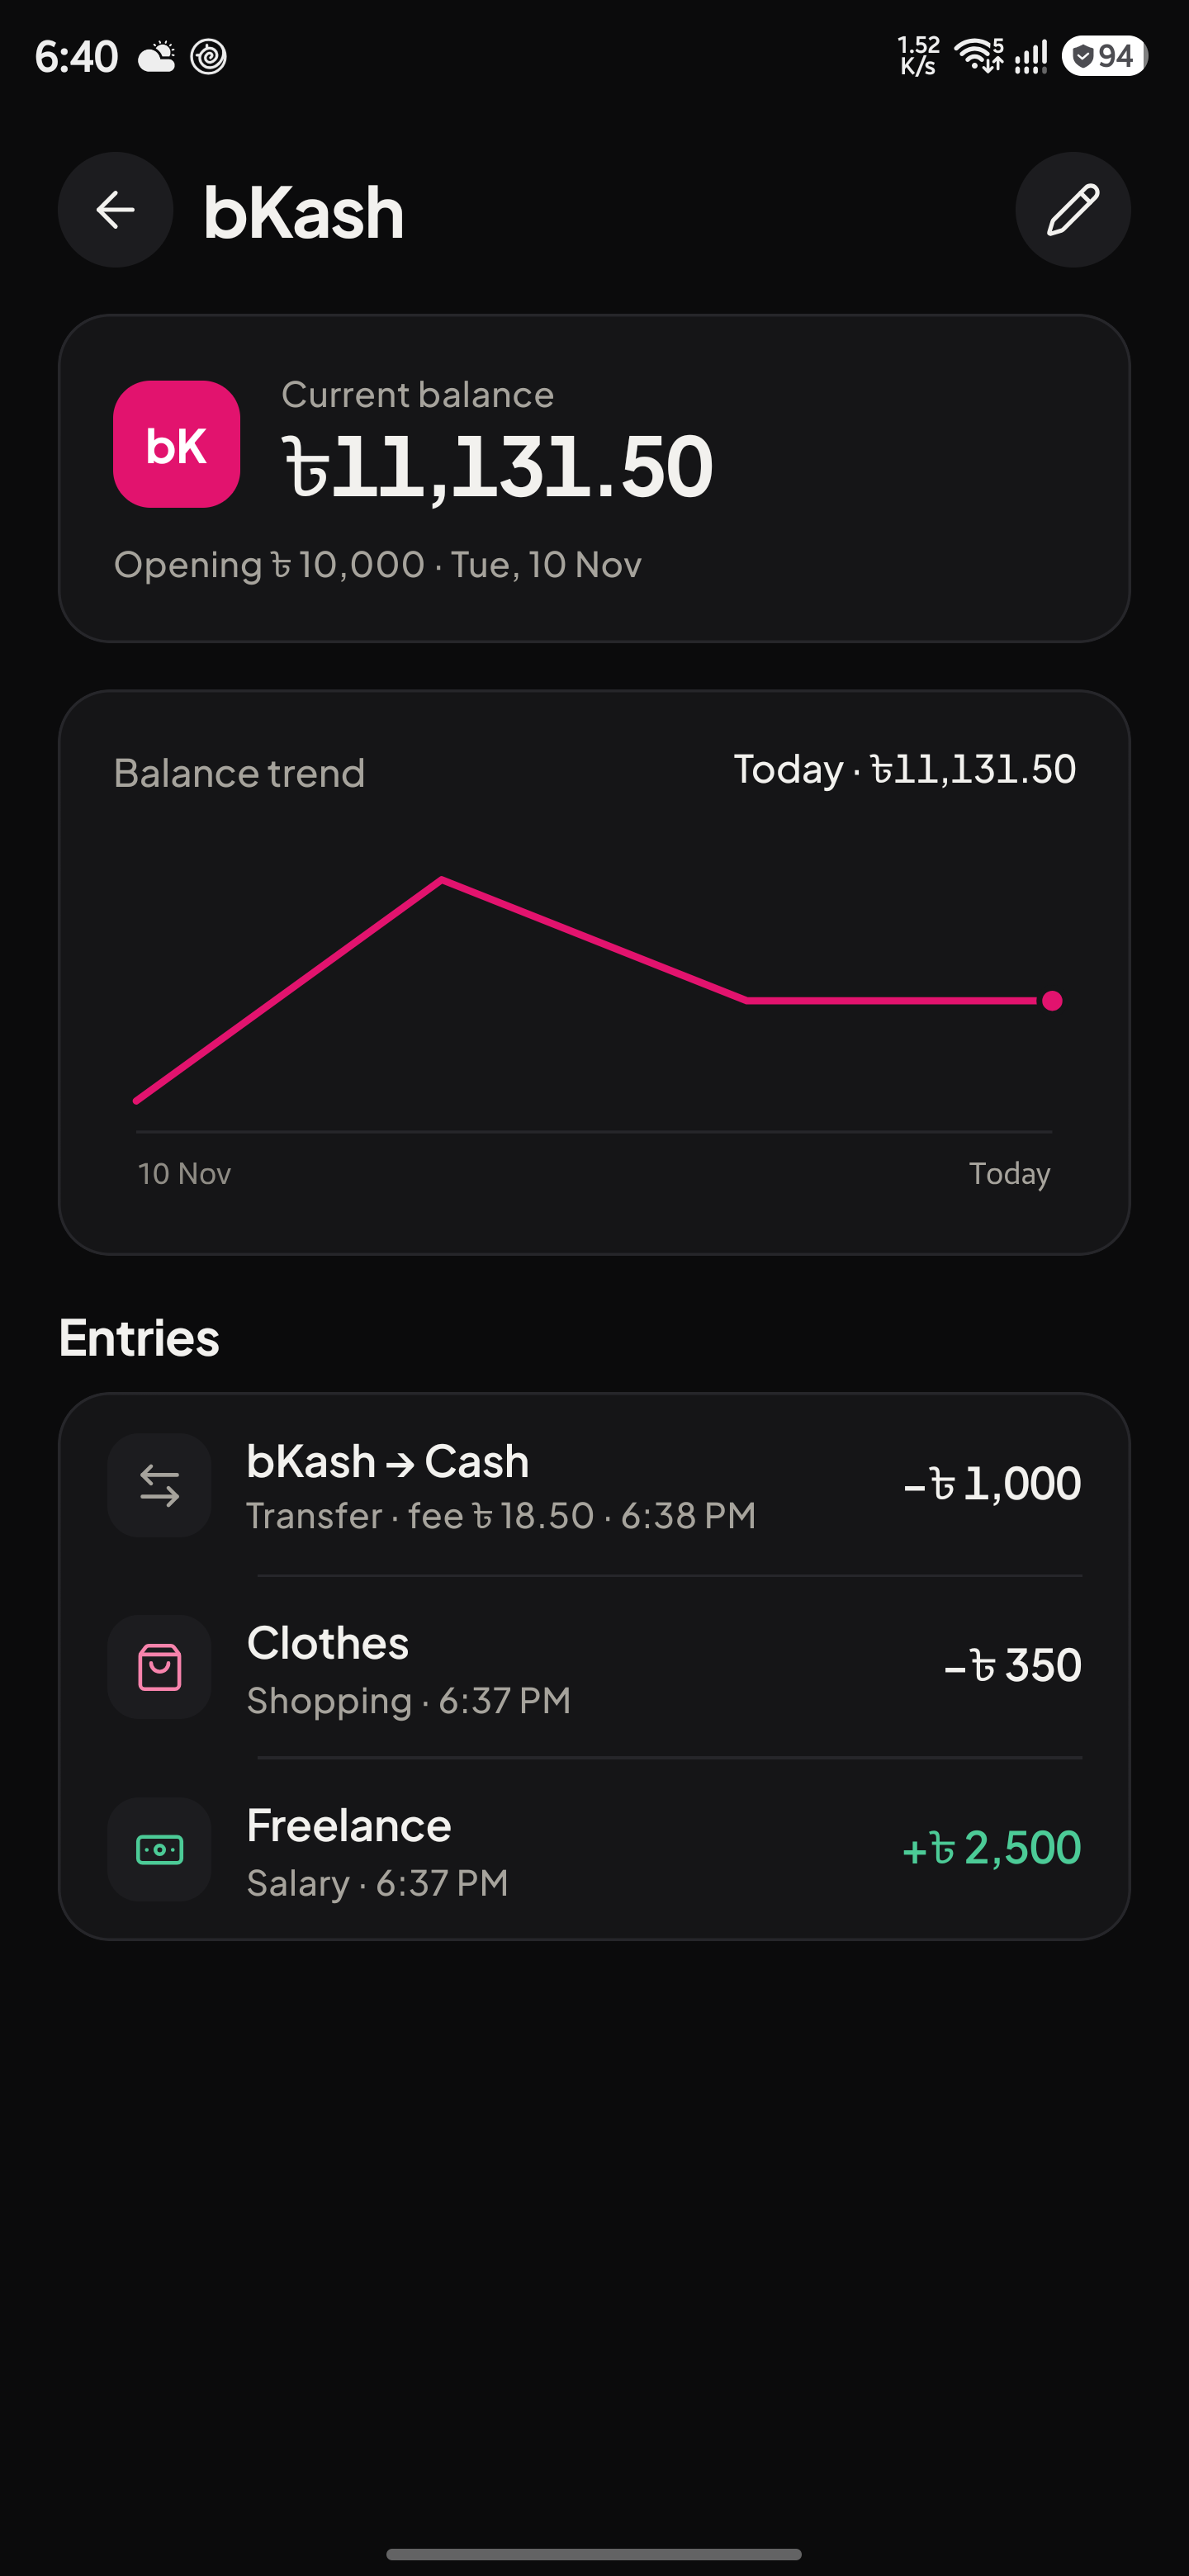 6:40
1.52
K/s
5
94
bKash
bK
Current balance
৳11,131.50
Opening ৳ 10,000 · Tue, 10 Nov
Balance trend
Today · ৳11,131.50
10 Nov
Today
Entries
bKash → Cash
−৳ 1,000
Transfer · fee ৳ 18.50 · 6:38 PM
Clothes
−৳ 350
Shopping · 6:37 PM
Freelance
+৳ 2,500
Salary · 6:37 PM